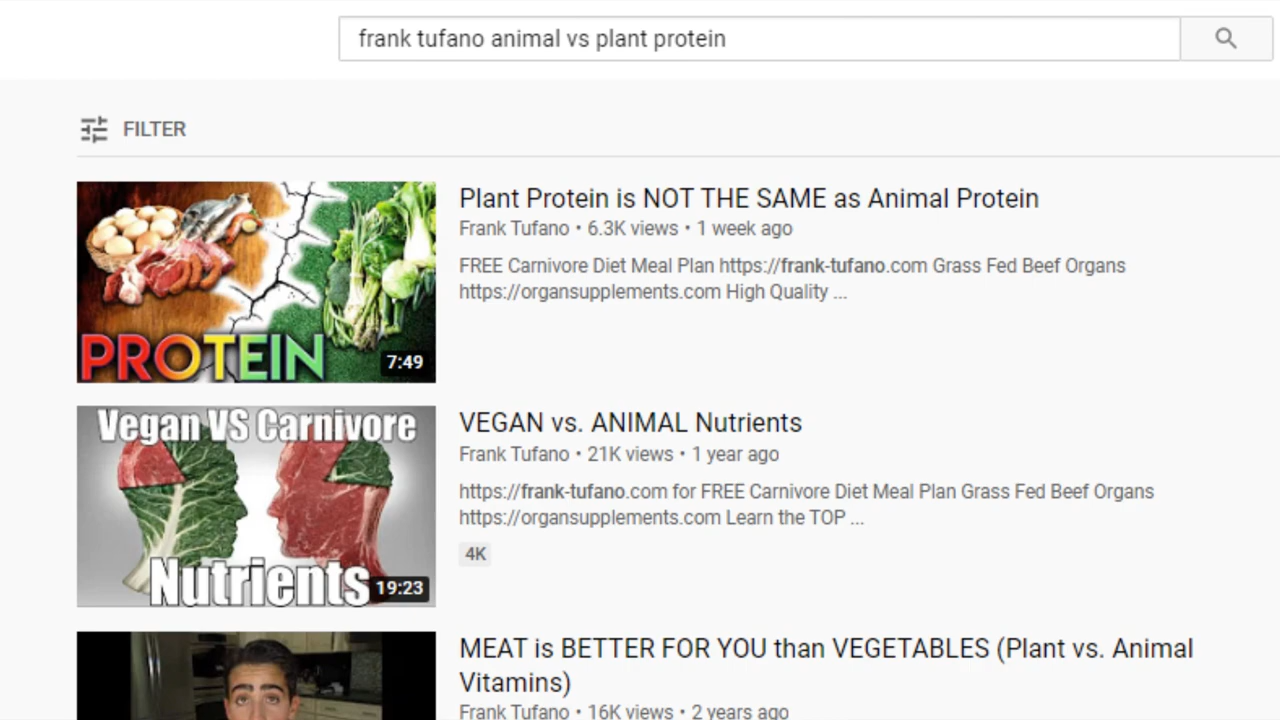 frank tufano animal vs plant protein
FILTER
PROTEIN
7:49
Plant Protein is NOT THE SAME as Animal Protein
Frank Tufano • 6.3K views • 1 week ago
FREE Carnivore Diet Meal Plan https://frank-tufano.com Grass Fed Beef Organs
https://organsupplements.com High Quality ...
Vegan VS Carnivore
Nutrients
19:23
VEGAN vs. ANIMAL Nutrients
Frank Tufano • 21K views • 1 year ago
https://frank-tufano.com for FREE Carnivore Diet Meal Plan Grass Fed Beef Organs
https://organsupplements.com Learn the TOP ...
4K
MEAT is BETTER FOR YOU than VEGETABLES (Plant vs. Animal
Vitamins)
Frank Tufano • 16K views • 2 years ago